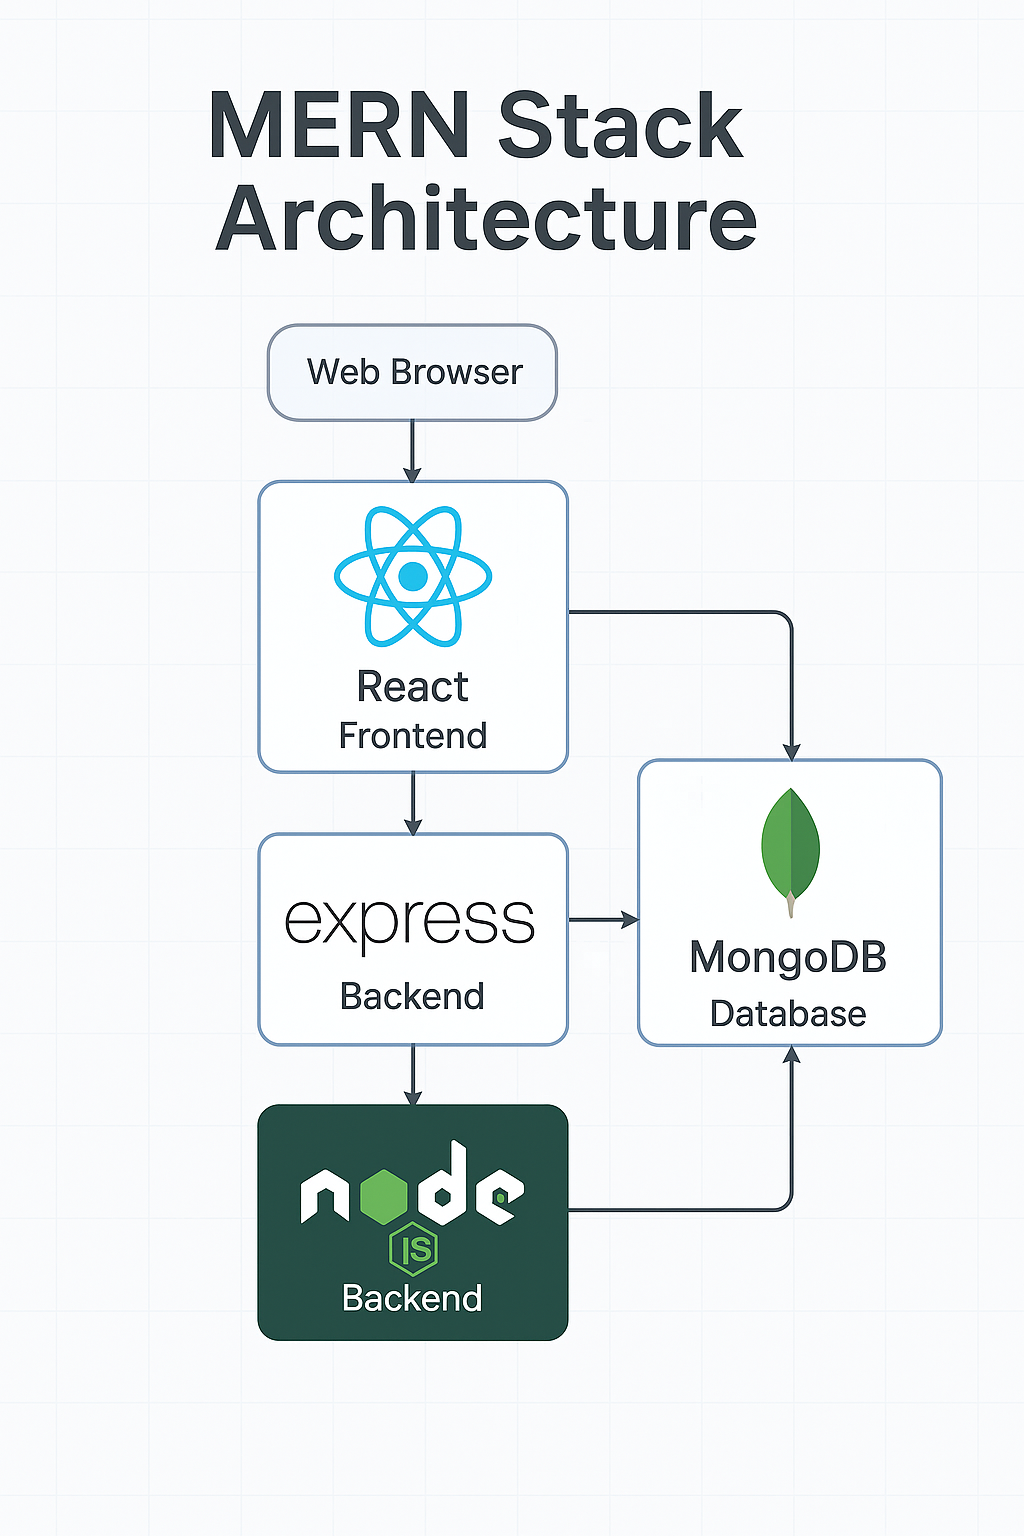 MERN Stack
Architecture
Web Browser
React
Frontend
express
Backend
MongoDB
Database
node
JS
Backend